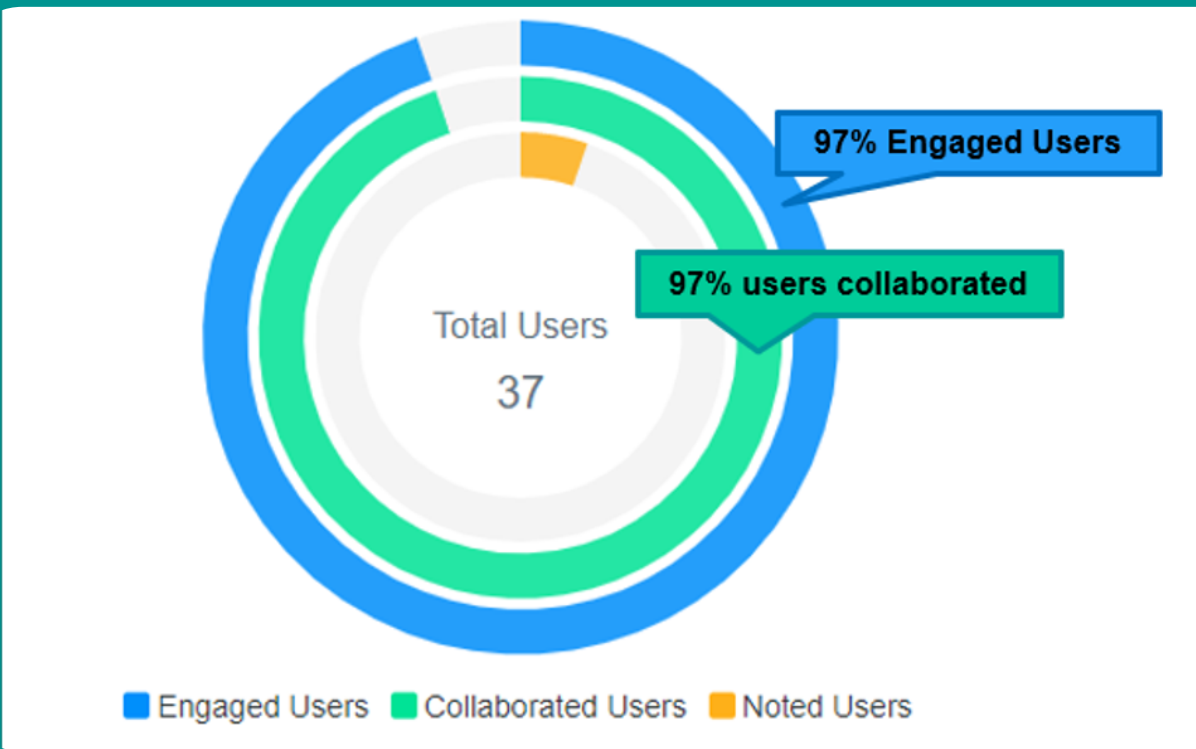 97% Engaged Users
97% users collaborated
Total Users
37
Engaged Users Collaborated Users Noted Users